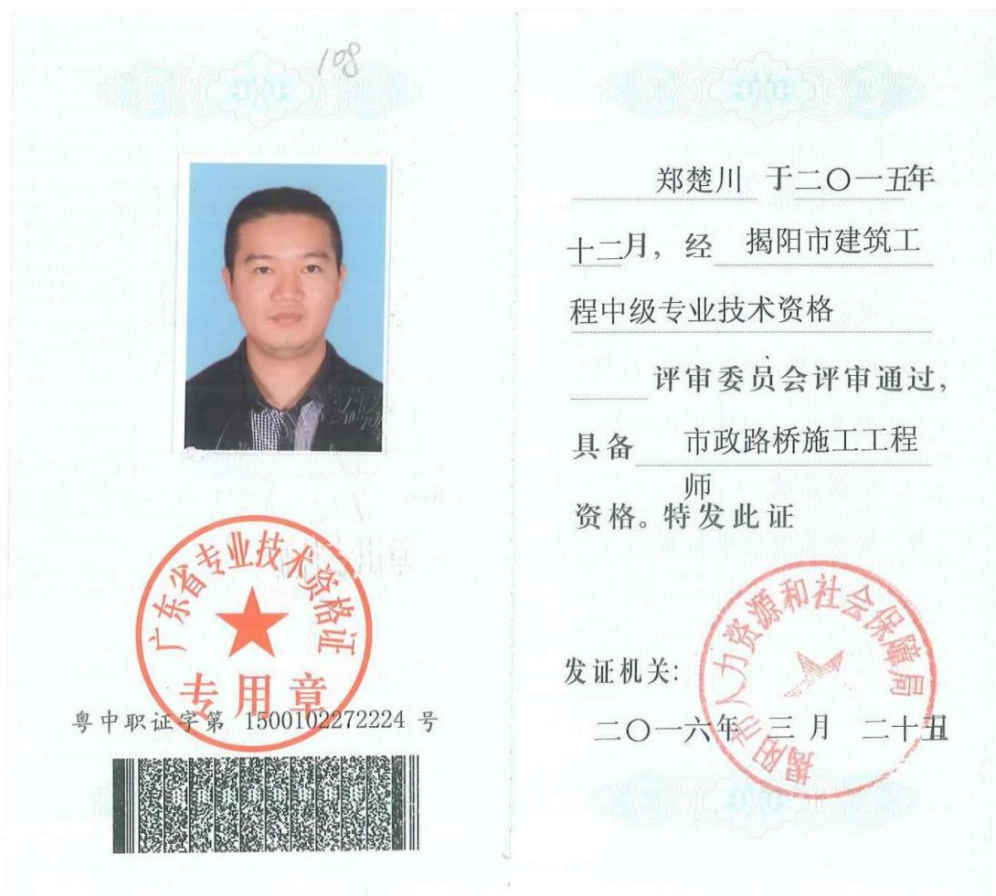 108
广东省专业技术资格证
专用章
粤中职证字第 1500102272224 号
郑楚川 于二〇一五年
十二月，经 揭阳市建筑工
程中级专业技术资格
评审委员会评审通过，
具备 市政路桥施工工程
师
资格。特发此证
揭阳市人力资源和社会保障局
发证机关：
二〇一六年 三月 二十五日